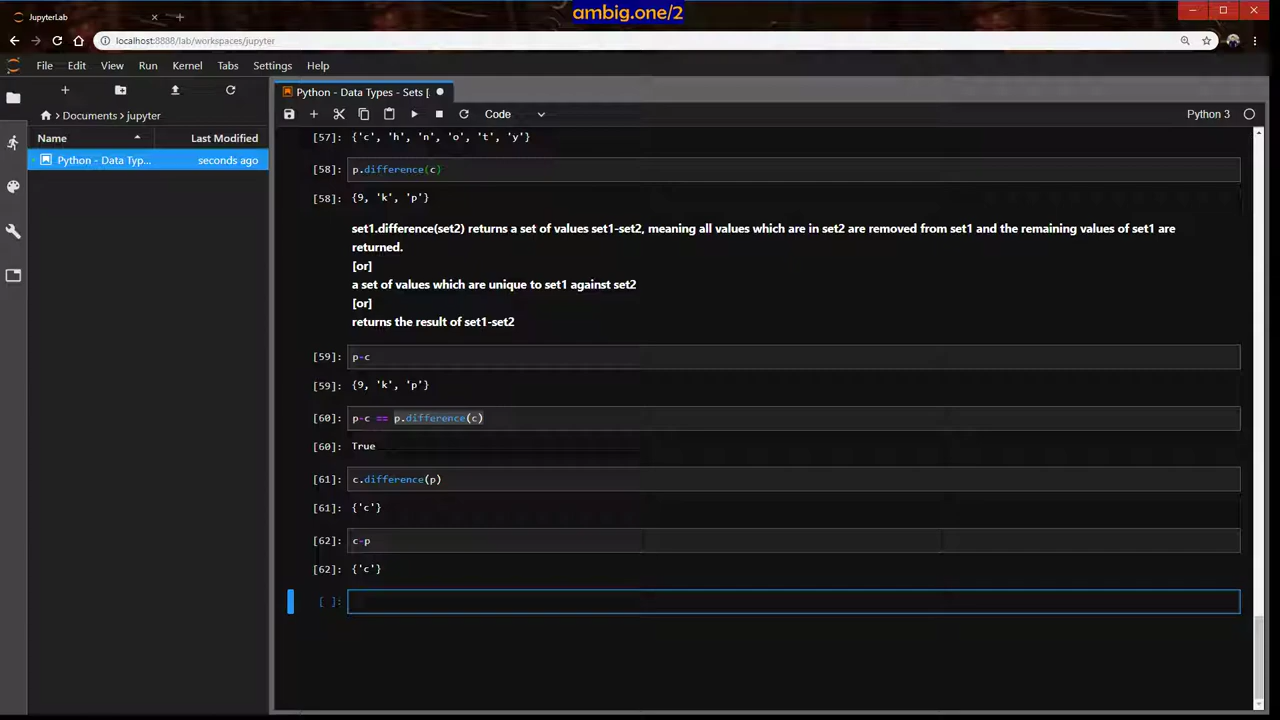 ambig.one/2
JupyterLab
localhost:8888/lab/workspaces/jupyter
File Edit View Run Kernel Tabs Settings Help
Python - Data Types - Sets [
Documents jupyter
Code
Python 3
Name Last Modified
Python - Data Typ... seconds ago
[57]: {'c', 'h', 'n', 'o', 't', 'y'}
[58]: p.difference(c)
[58]: {9, 'k', 'p'}
set1.difference(set2) returns a set of values set1-set2, meaning all values which are in set2 are removed from set1 and the remaining values of set1 are
returned.
[or]
a set of values which are unique to set1 against set2
[or]
returns the result of set1-set2
[59]: p-c
[59]: {9, 'k', 'p'}
[60]: p-c == p.difference(c)
[60]: True
[61]: c.difference(p)
[61]: {'c'}
[62]: c-p
[62]: {'c'}
[ ]: